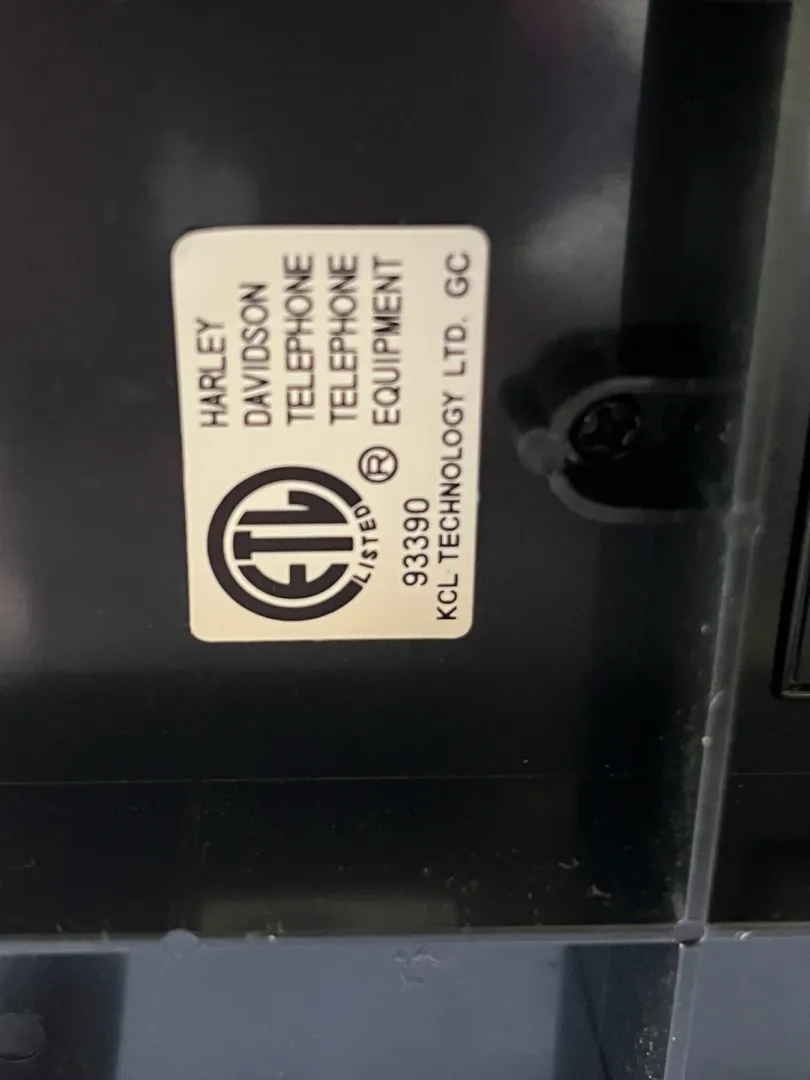 HARLEY
DAVIDSON
TELEPHONE
TELEPHONE
EQUIPMENT
ETL
LISTED
®
93390
KCL TECHNOLOGY LTD. GC